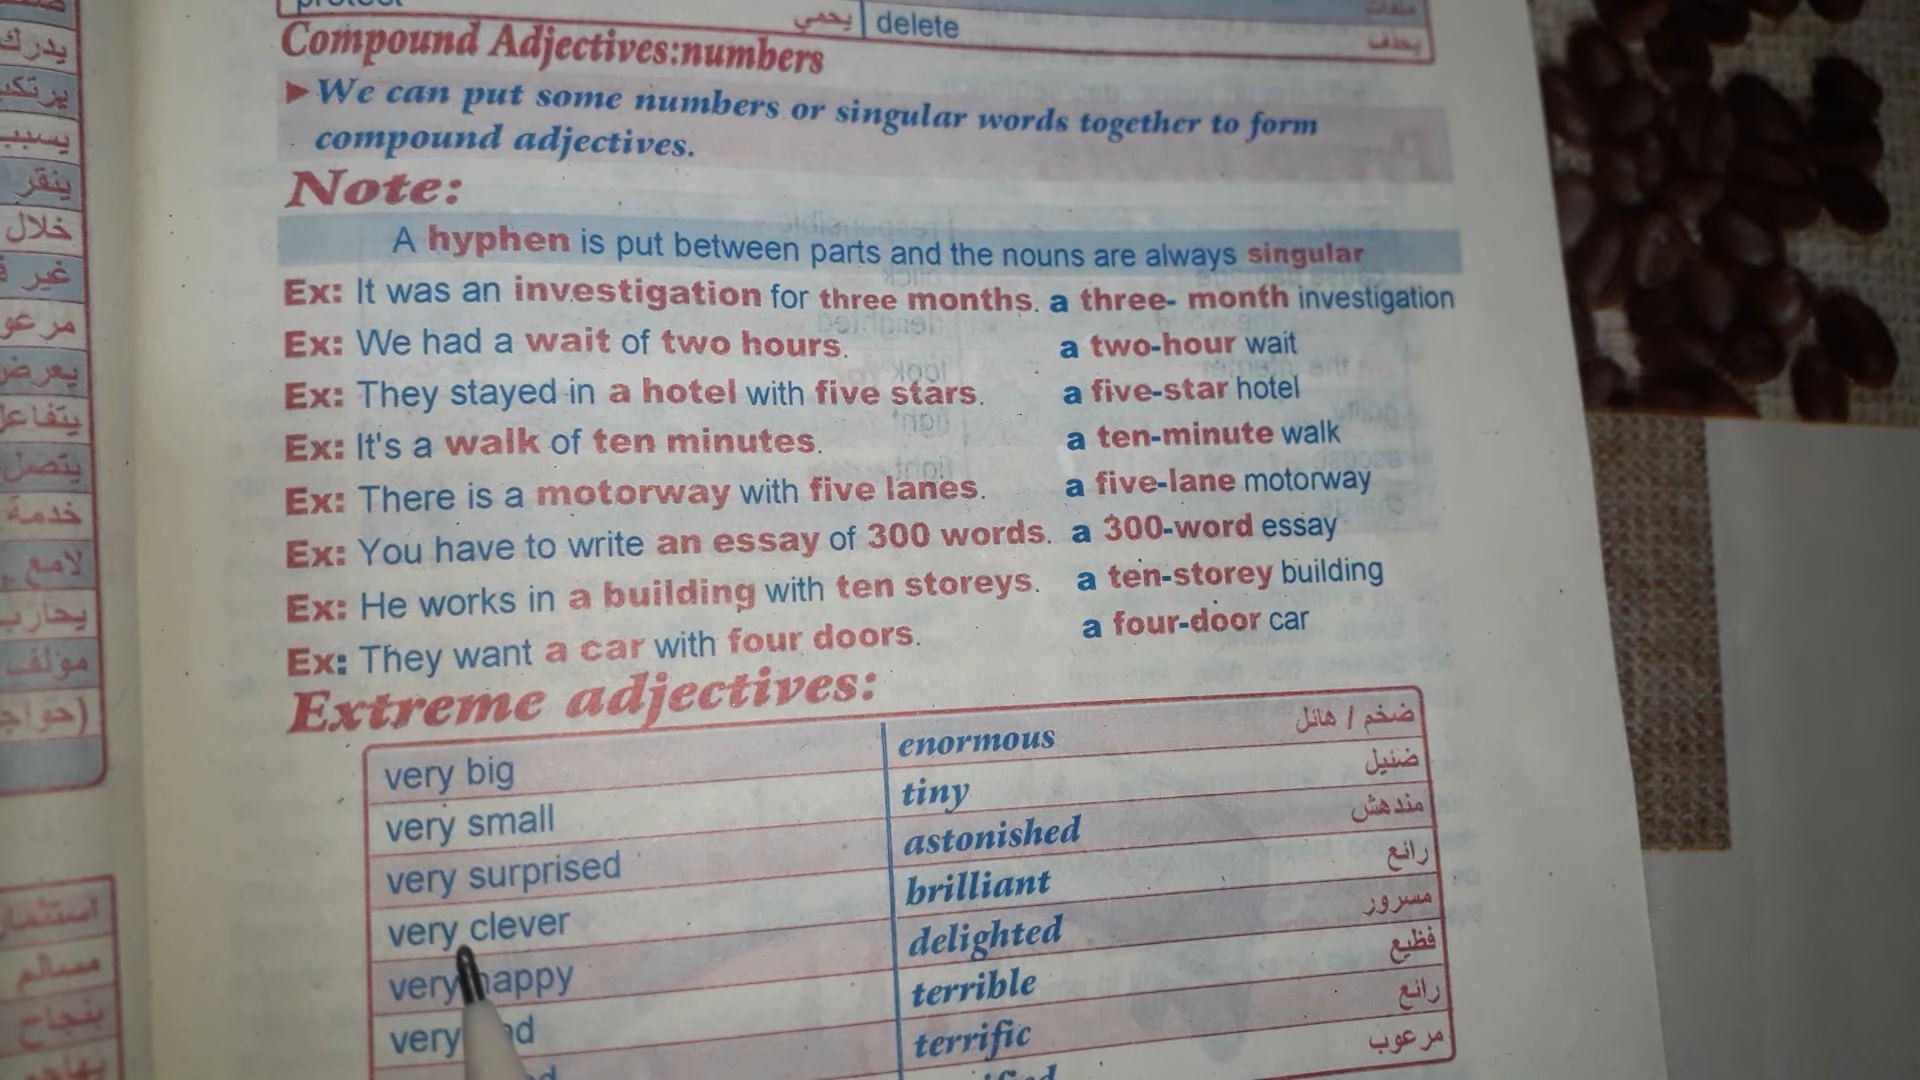 يدرك
يسبب
ينقر
خلال
غير
خدمة
لامع
مؤلف
مسالم
بنجاح
يحمي delete يحذف
Compound Adjectives:numbers
►We can put some numbers or singular words together to form
compound adjectives.
Note:
A hyphen is put between parts and the nouns are always singular
Ex: It was an investigation for three months. a three- month investigation
Ex: We had a wait of two hours. a two-hour wait
Ex: They stayed in a hotel with five stars. a five-star hotel
Ex: It's a walk of ten minutes. a ten-minute walk
Ex: There is a motorway with five lanes. a five-lane motorway
Ex: You have to write an essay of 300 words. a 300-word essay
Ex: He works in a building with ten storeys. a ten-storey building
Ex: They want a car with four doors. a four-door car
Extreme adjectives:
very big enormous ضخم / هائل
very small tiny ضئيل
very surprised astonished مندهش
very clever brilliant رائع
very happy delighted مسرور
very terrible فظيع
terrific رائع
مرعوب